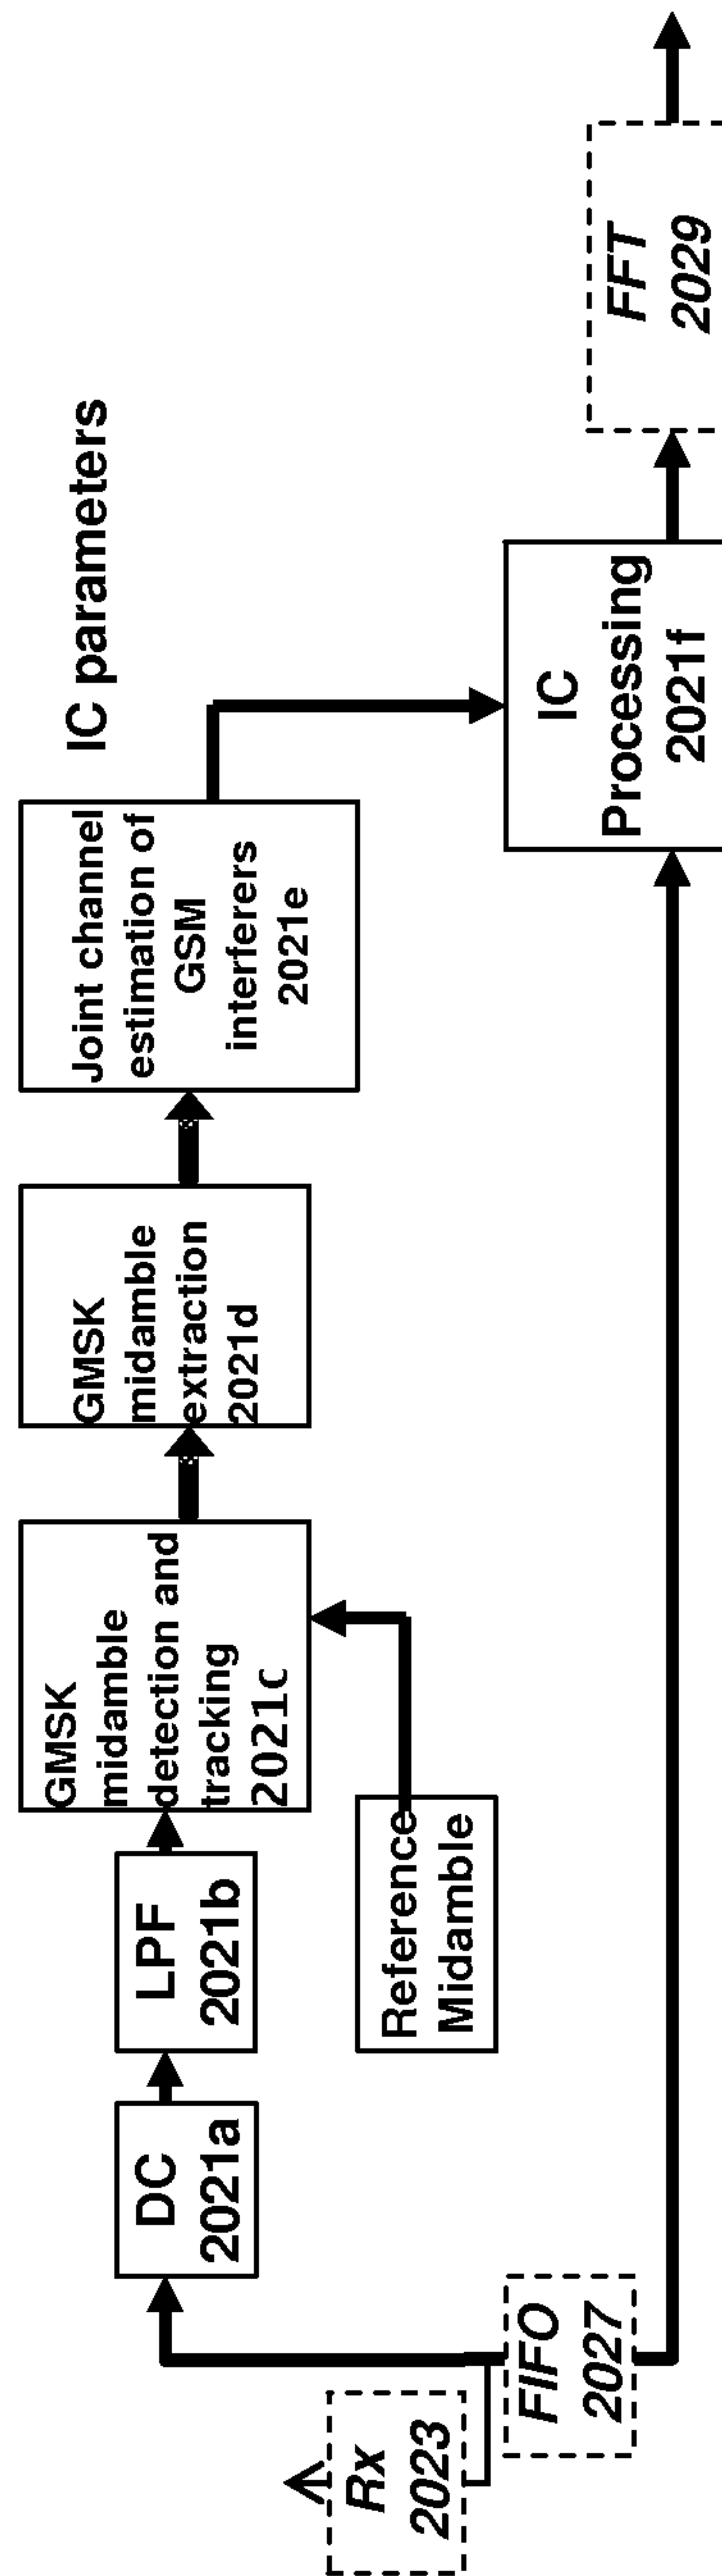 Rx
2023
FIFO
2027
DC
2021a
LPF
2021b
Reference
Midamble
GMSK
midamble
detection and
tracking
2021c
GMSK
midamble
extraction
2021d
Joint channel
estimation of
GSM
interferers
2021e
IC parameters
IC
Processing
2021f
FFT
2029